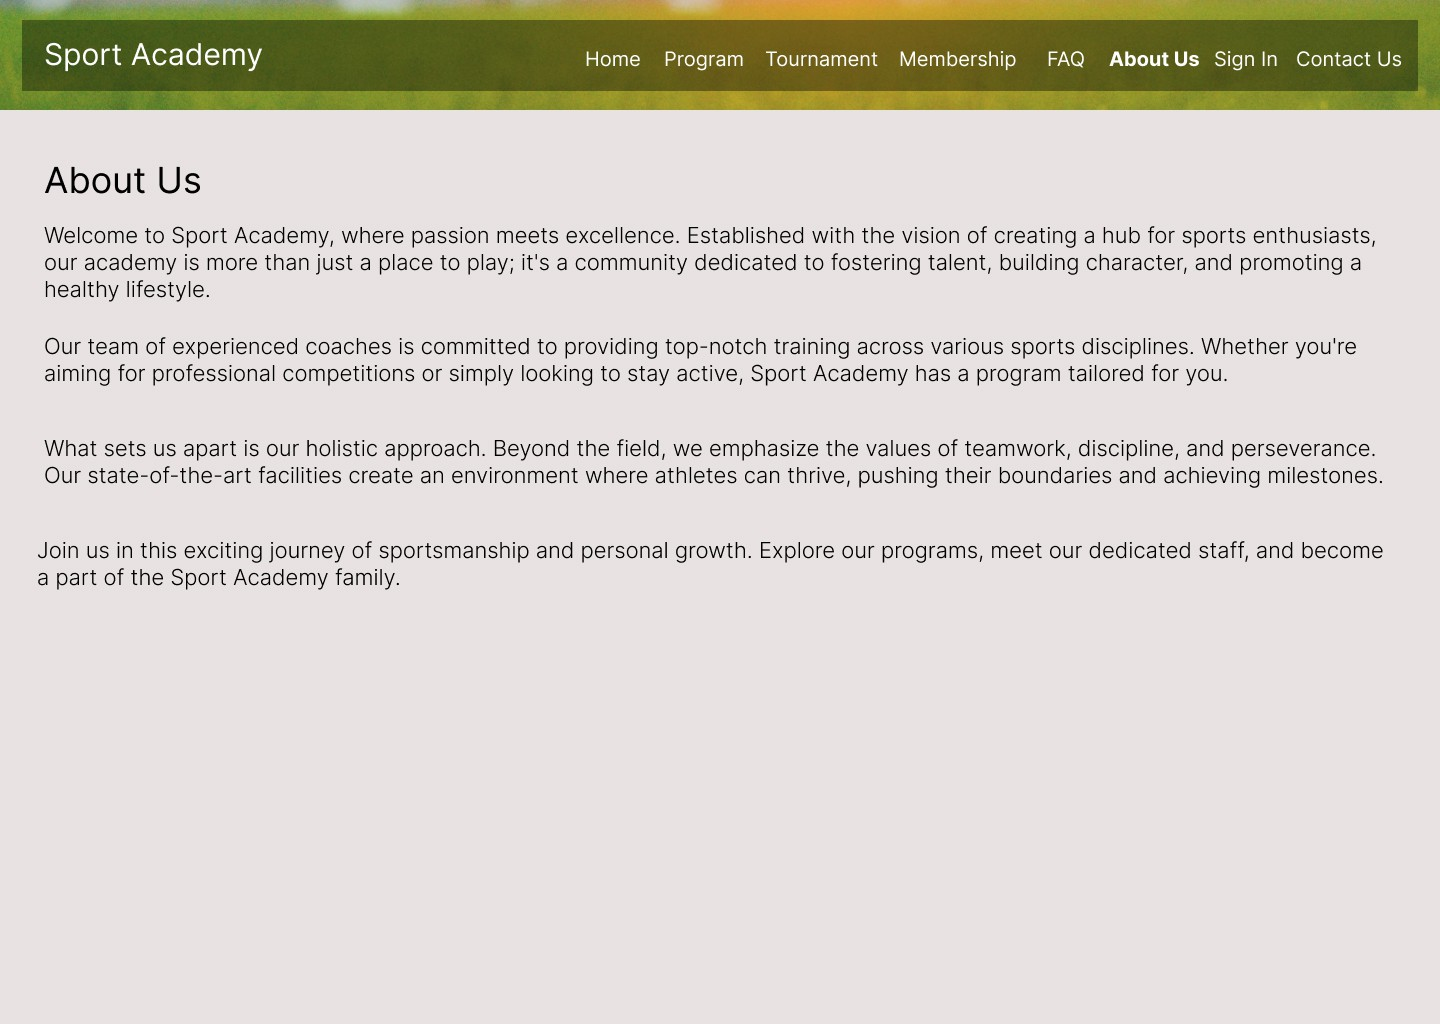 Sport Academy
Home Program Tournament Membership FAQ About Us Sign In Contact Us
About Us
Welcome to Sport Academy, where passion meets excellence. Established with the vision of creating a hub for sports enthusiasts,
our academy is more than just a place to play; it's a community dedicated to fostering talent, building character, and promoting a
healthy lifestyle.
Our team of experienced coaches is committed to providing top-notch training across various sports disciplines. Whether you're
aiming for professional competitions or simply looking to stay active, Sport Academy has a program tailored for you.
What sets us apart is our holistic approach. Beyond the field, we emphasize the values of teamwork, discipline, and perseverance.
Our state-of-the-art facilities create an environment where athletes can thrive, pushing their boundaries and achieving milestones.
Join us in this exciting journey of sportsmanship and personal growth. Explore our programs, meet our dedicated staff, and become
a part of the Sport Academy family.